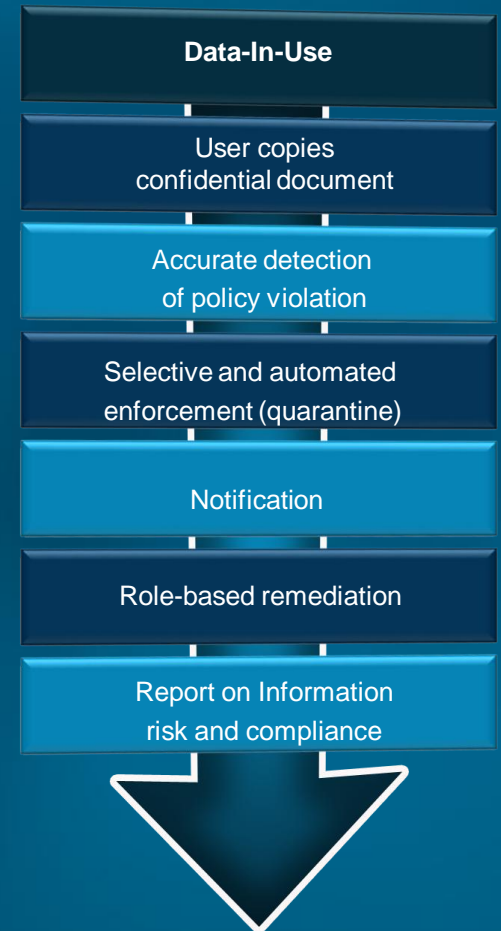 Data-In-Use
User copies
confidential document
Accurate detection
of policy violation
Selective and automated
enforcement (quarantine)
Notification
Role-based remediation
Report on Information
risk and compliance